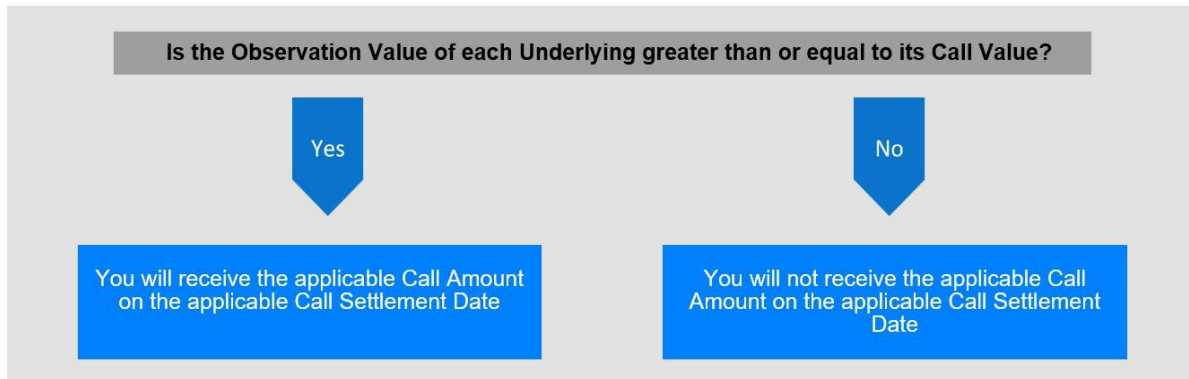 Is the Observation Value of each Underlying greater than or equal to its Call Value?
Yes
No
You will receive the applicable Call Amount
on the applicable Call Settlement Date
You will not receive the applicable Call
Amount on the applicable Call Settlement
Date